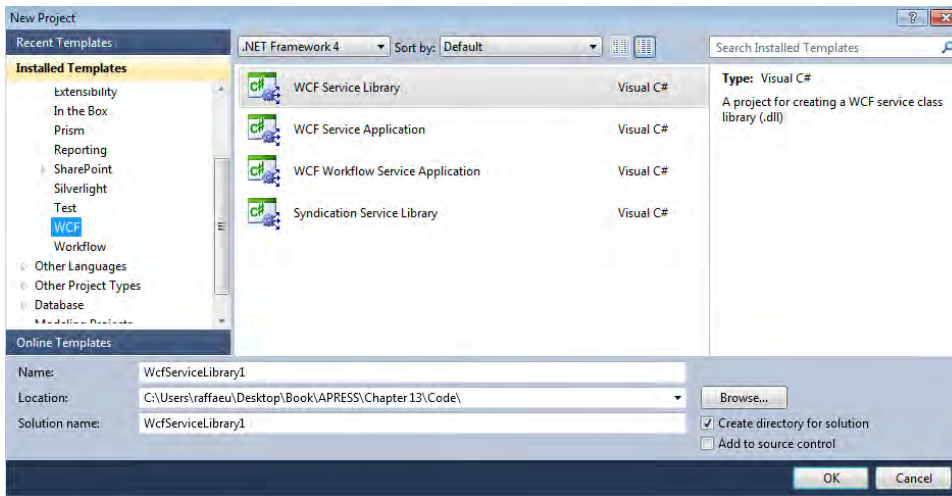 New Project
Recent Templates
Installed Templates
Extensibility
In the Box
Prism
Reporting
SharePoint
Silverlight
Test
WCF
Workflow
Other Languages
Other Project Types
Database
Modeling Projects
Online Templates
.NET Framework 4
Sort by: Default
WCF Service Library Visual C#
WCF Service Application Visual C#
WCF Workflow Service Application Visual C#
Syndication Service Library Visual C#
Search Installed Templates
Type: Visual C#
A project for creating a WCF service class
library (.dll)
Name: WcfServiceLibrary1
Location: C:\Users\raffaeu\Desktop\Book\APRESS\Chapter 13\Code\
Browse...
Solution name: WcfServiceLibrary1
Create directory for solution
Add to source control
OK Cancel